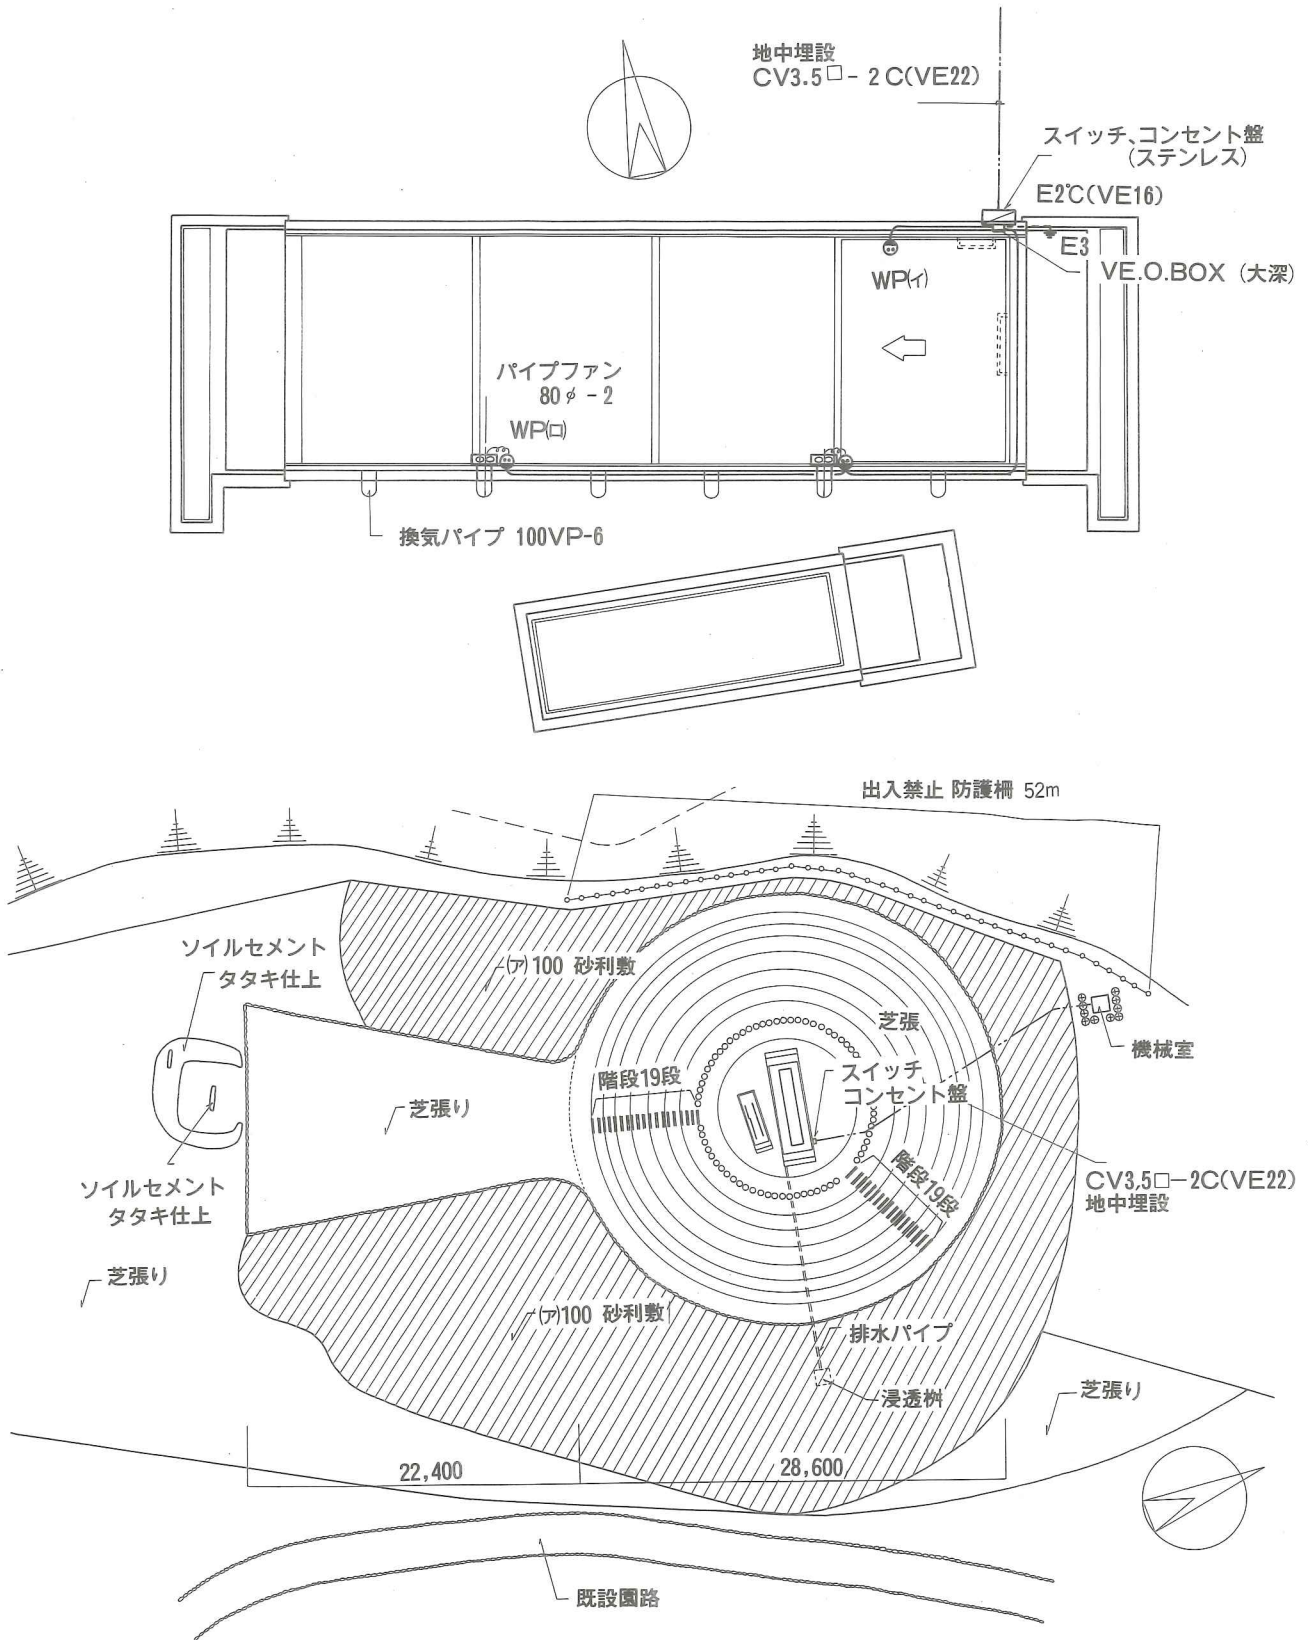 地中埋設
CV3.5□-2C(VE22)
スイッチ、コンセント盤
(ステンレス)
E2℃(VE16)
E3
VE.O.BOX (大深)
WP(イ)
パイプファン
80φ-2
WP(ロ)
換気パイプ 100VP-6
出入禁止 防護柵 52m
ソイルセメント
タタキ仕上
(ア)100 砂利敷
芝張
機械室
階段19段
スイッチ
コンセント盤
芝張り
階段19段
CV3,5□-2C(VE22)
地中埋設
ソイルセメント
タタキ仕上
芝張り
(ア)100 砂利敷
排水パイプ
浸透桝
芝張り
22,400
28,600
既設園路